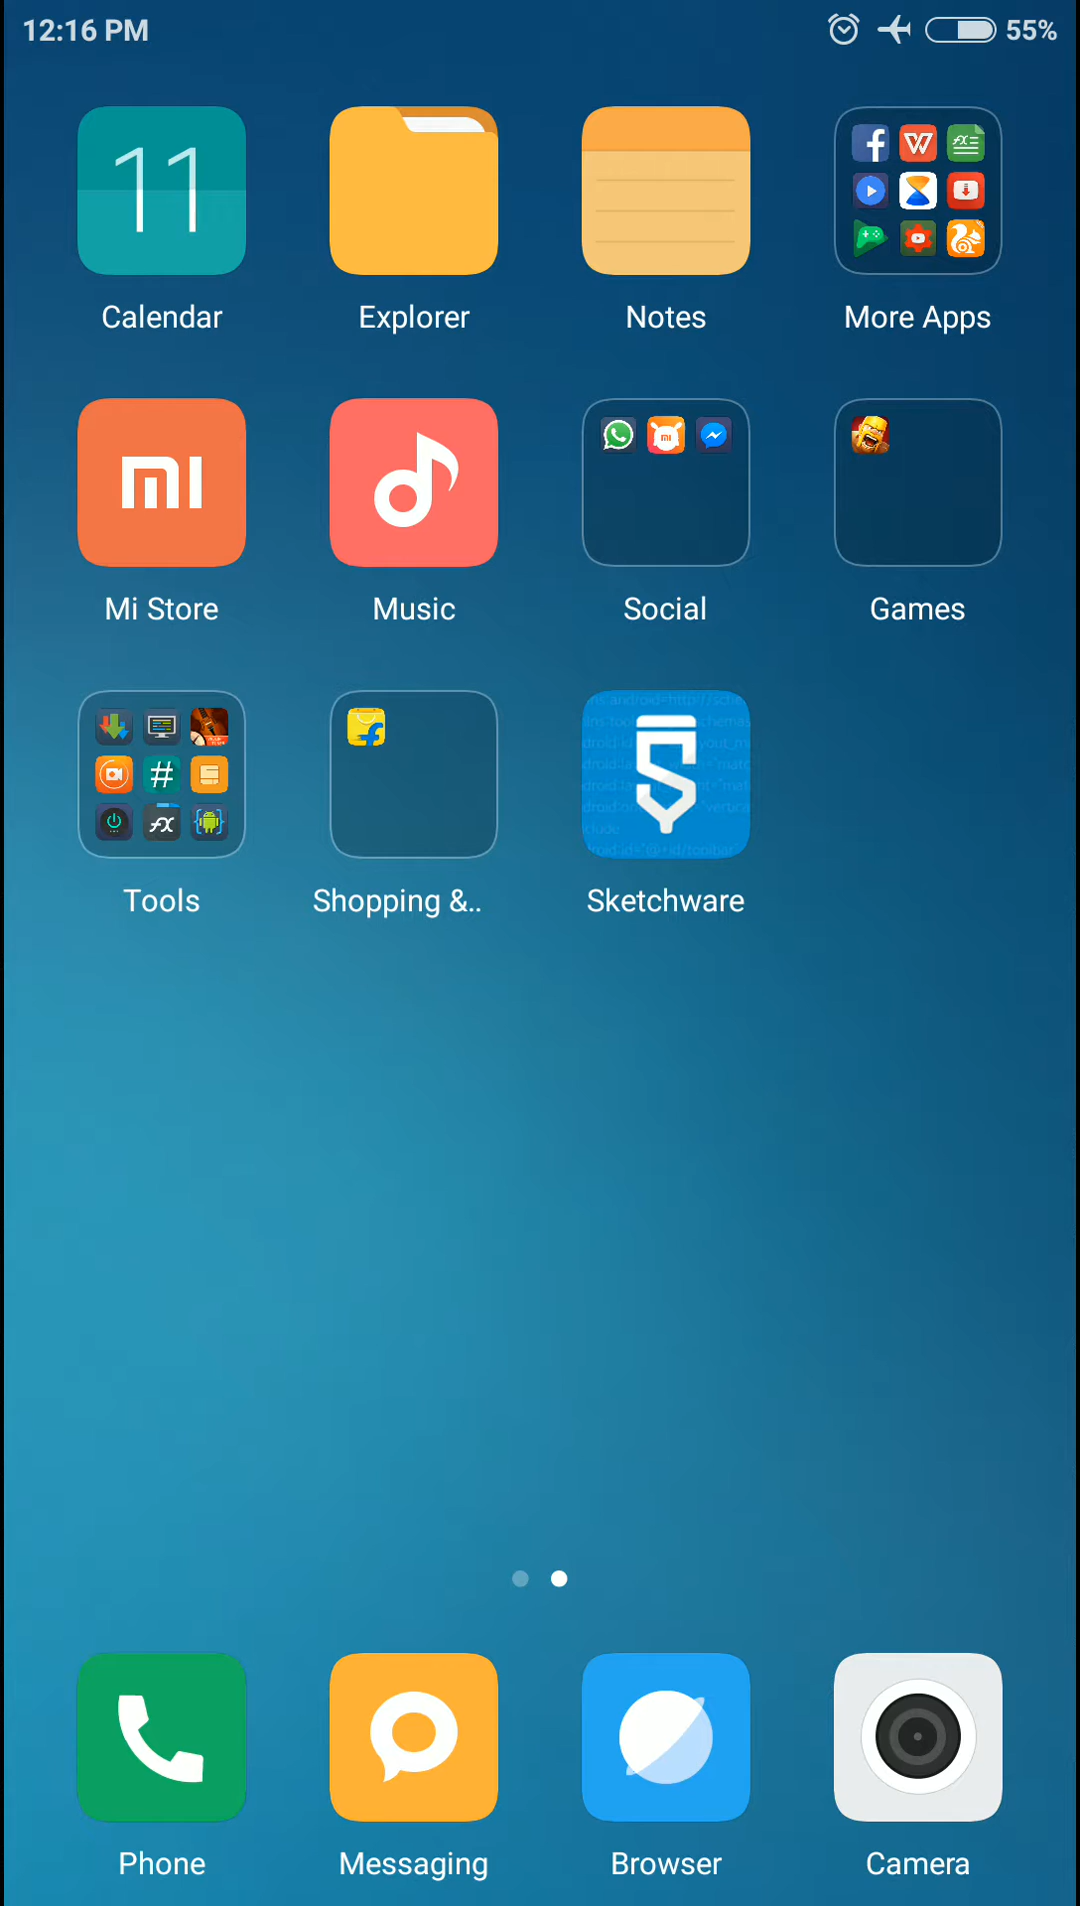 12:16 PM 55%
11
Calendar Explorer Notes More Apps
Mi Store Music Social Games
Tools Shopping &.. Sketchware
Phone Messaging Browser Camera